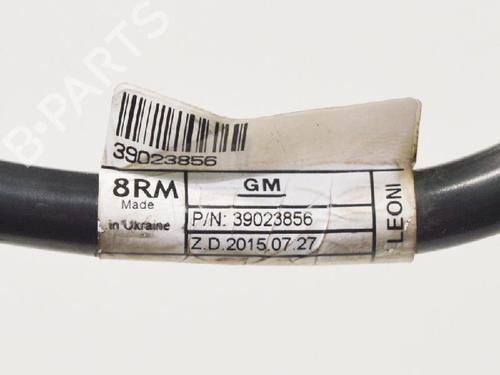 B-PARTS
39023856
8RM
Made
in Ukraine
GM
P/N: 39023856
Z.D.2015.07.27
LEONI